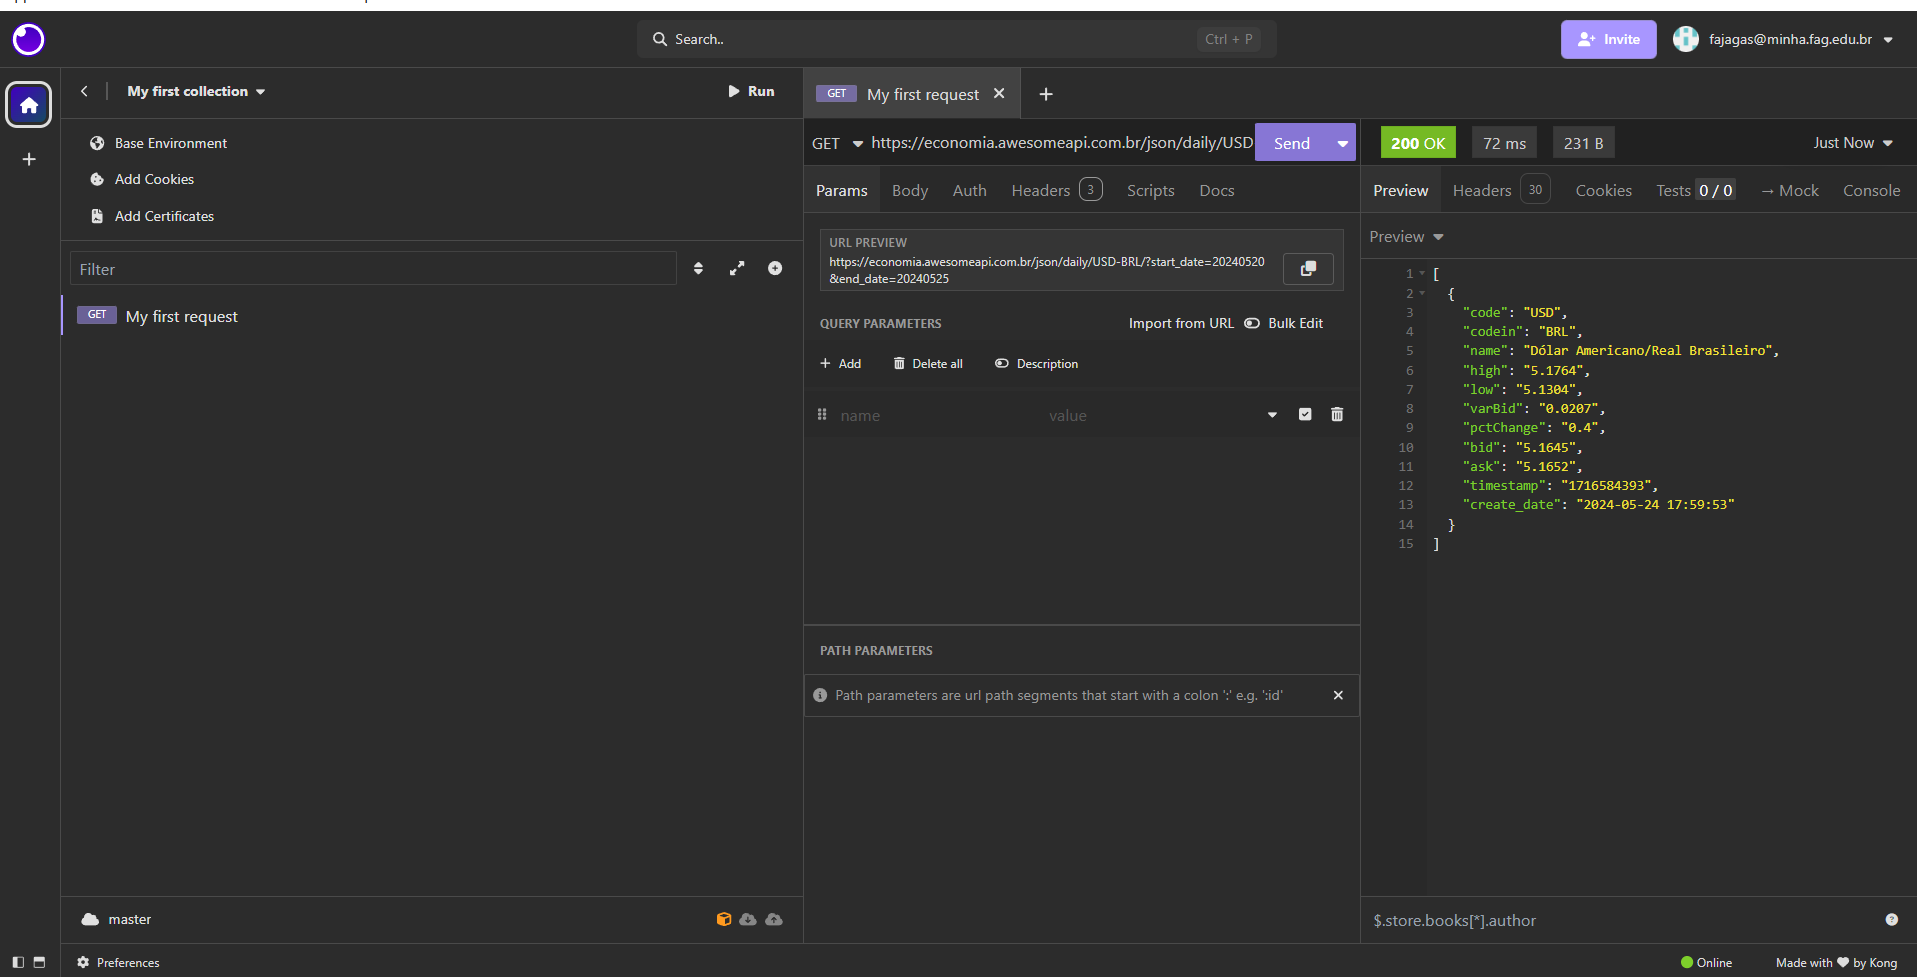 Search..
Ctrl + P
Invite
fajagas@minha.fag.edu.br
My first collection
Run
Base Environment
Add Cookies
Add Certificates
Filter
GET My first request
master
Preferences
GET My first request
GET https://economia.awesomeapi.com.br/json/daily/USD
Send
Params Body Auth Headers 3 Scripts Docs
URL PREVIEW
https://economia.awesomeapi.com.br/json/daily/USD-BRL/?start_date=20240520
&end_date=20240525
QUERY PARAMETERS
Import from URL
Bulk Edit
Add
Delete all
Description
name
value
PATH PARAMETERS
Path parameters are url path segments that start with a colon ':' e.g. ':id'
200 OK
72 ms
231 B
Just Now
Preview Headers 30 Cookies Tests 0 / 0 → Mock Console
Preview
1 [
2 {
3 "code": "USD",
4 "codein": "BRL",
5 "name": "Dólar Americano/Real Brasileiro",
6 "high": "5.1764",
7 "low": "5.1304",
8 "varBid": "0.0207",
9 "pctChange": "0.4",
10 "bid": "5.1645",
11 "ask": "5.1652",
12 "timestamp": "1716584393",
13 "create_date": "2024-05-24 17:59:53"
14 }
15 ]
$.store.books[*].author
Online
Made with ♥ by Kong